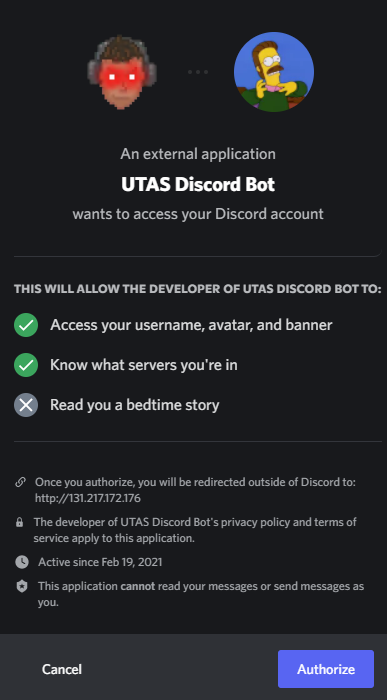 An external application
UTAS Discord Bot
wants to access your Discord account
THIS WILL ALLOW THE DEVELOPER OF UTAS DISCORD BOT TO:
Access your username, avatar, and banner
Know what servers you're in
Read you a bedtime story
Once you authorize, you will be redirected outside of Discord to:
http://131.217.172.176
The developer of UTAS Discord Bot's privacy policy and terms of
service apply to this application.
Active since Feb 19, 2021
This application cannot read your messages or send messages as
you.
Cancel
Authorize